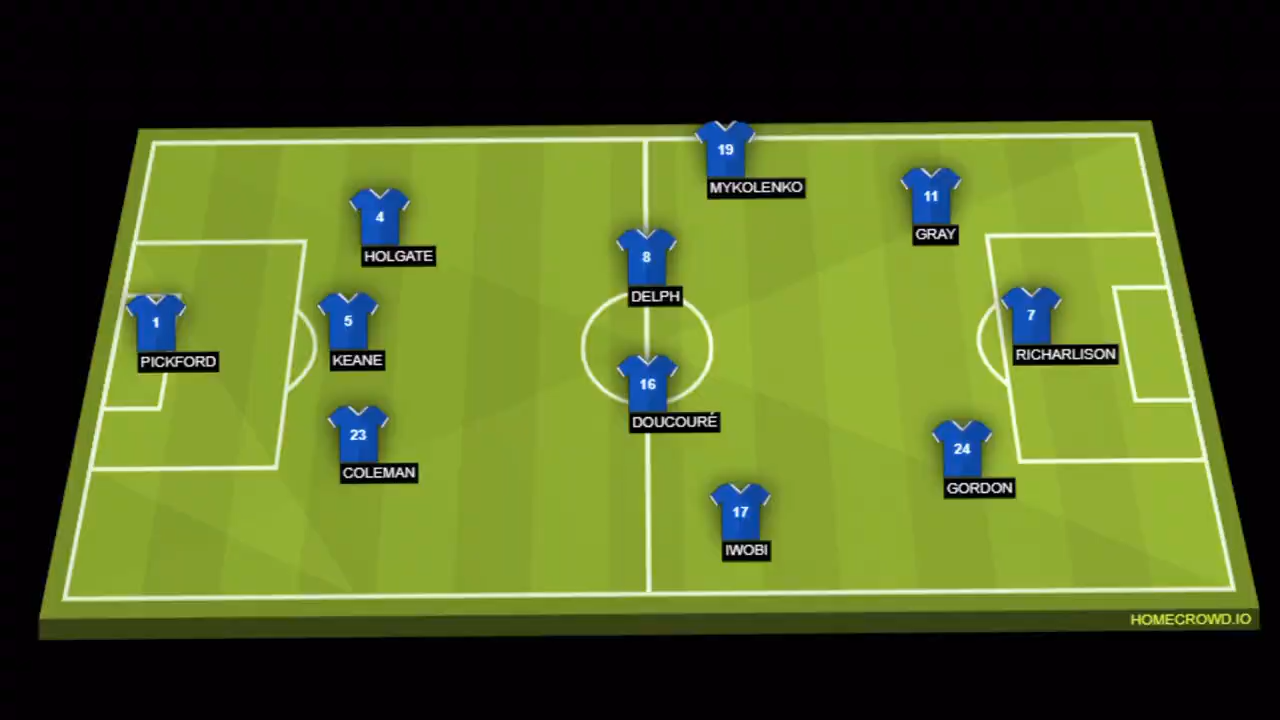 19
MYKOLENKO
11
GRAY
4
HOLGATE
8
DELPH
1
PICKFORD
5
KEANE
7
RICHARLISON
16
DOUCOURÉ
23
COLEMAN
24
GORDON
17
IWOBI
HOMECROWD.IO